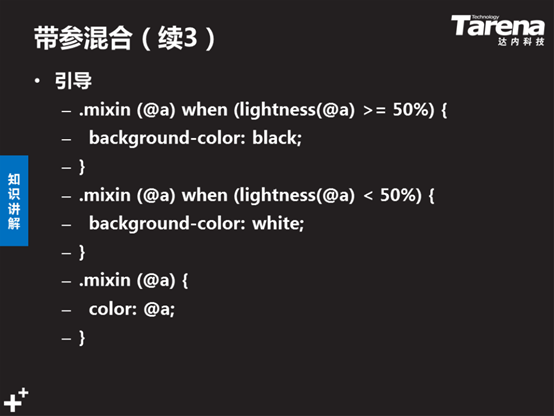 带参混合（续3）
Technology
Tarena
达内科技
• 引导
– .mixin (@a) when (lightness(@a) >= 50%) {
– background-color: black;
– }
– .mixin (@a) when (lightness(@a) < 50%) {
– background-color: white;
– }
– .mixin (@a) {
– color: @a;
– }
知识讲解